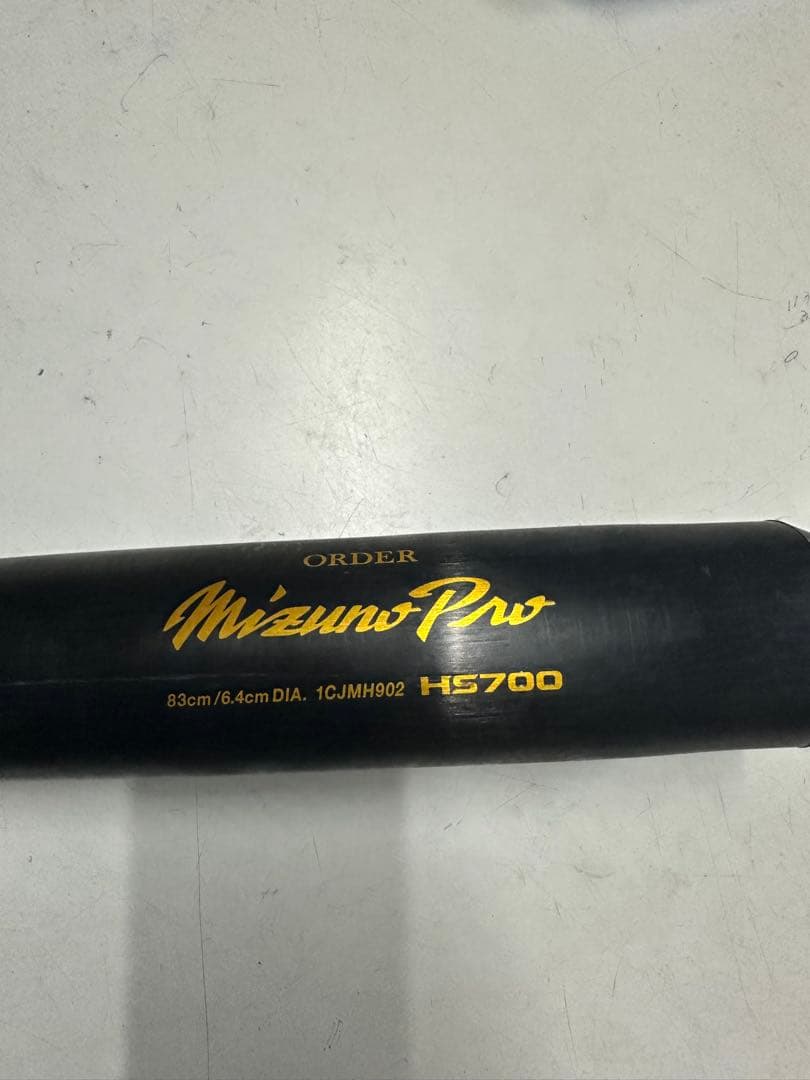 ORDER
Mizuno Pro
83cm/6.4cm DIA. 1CJMH902 HS700